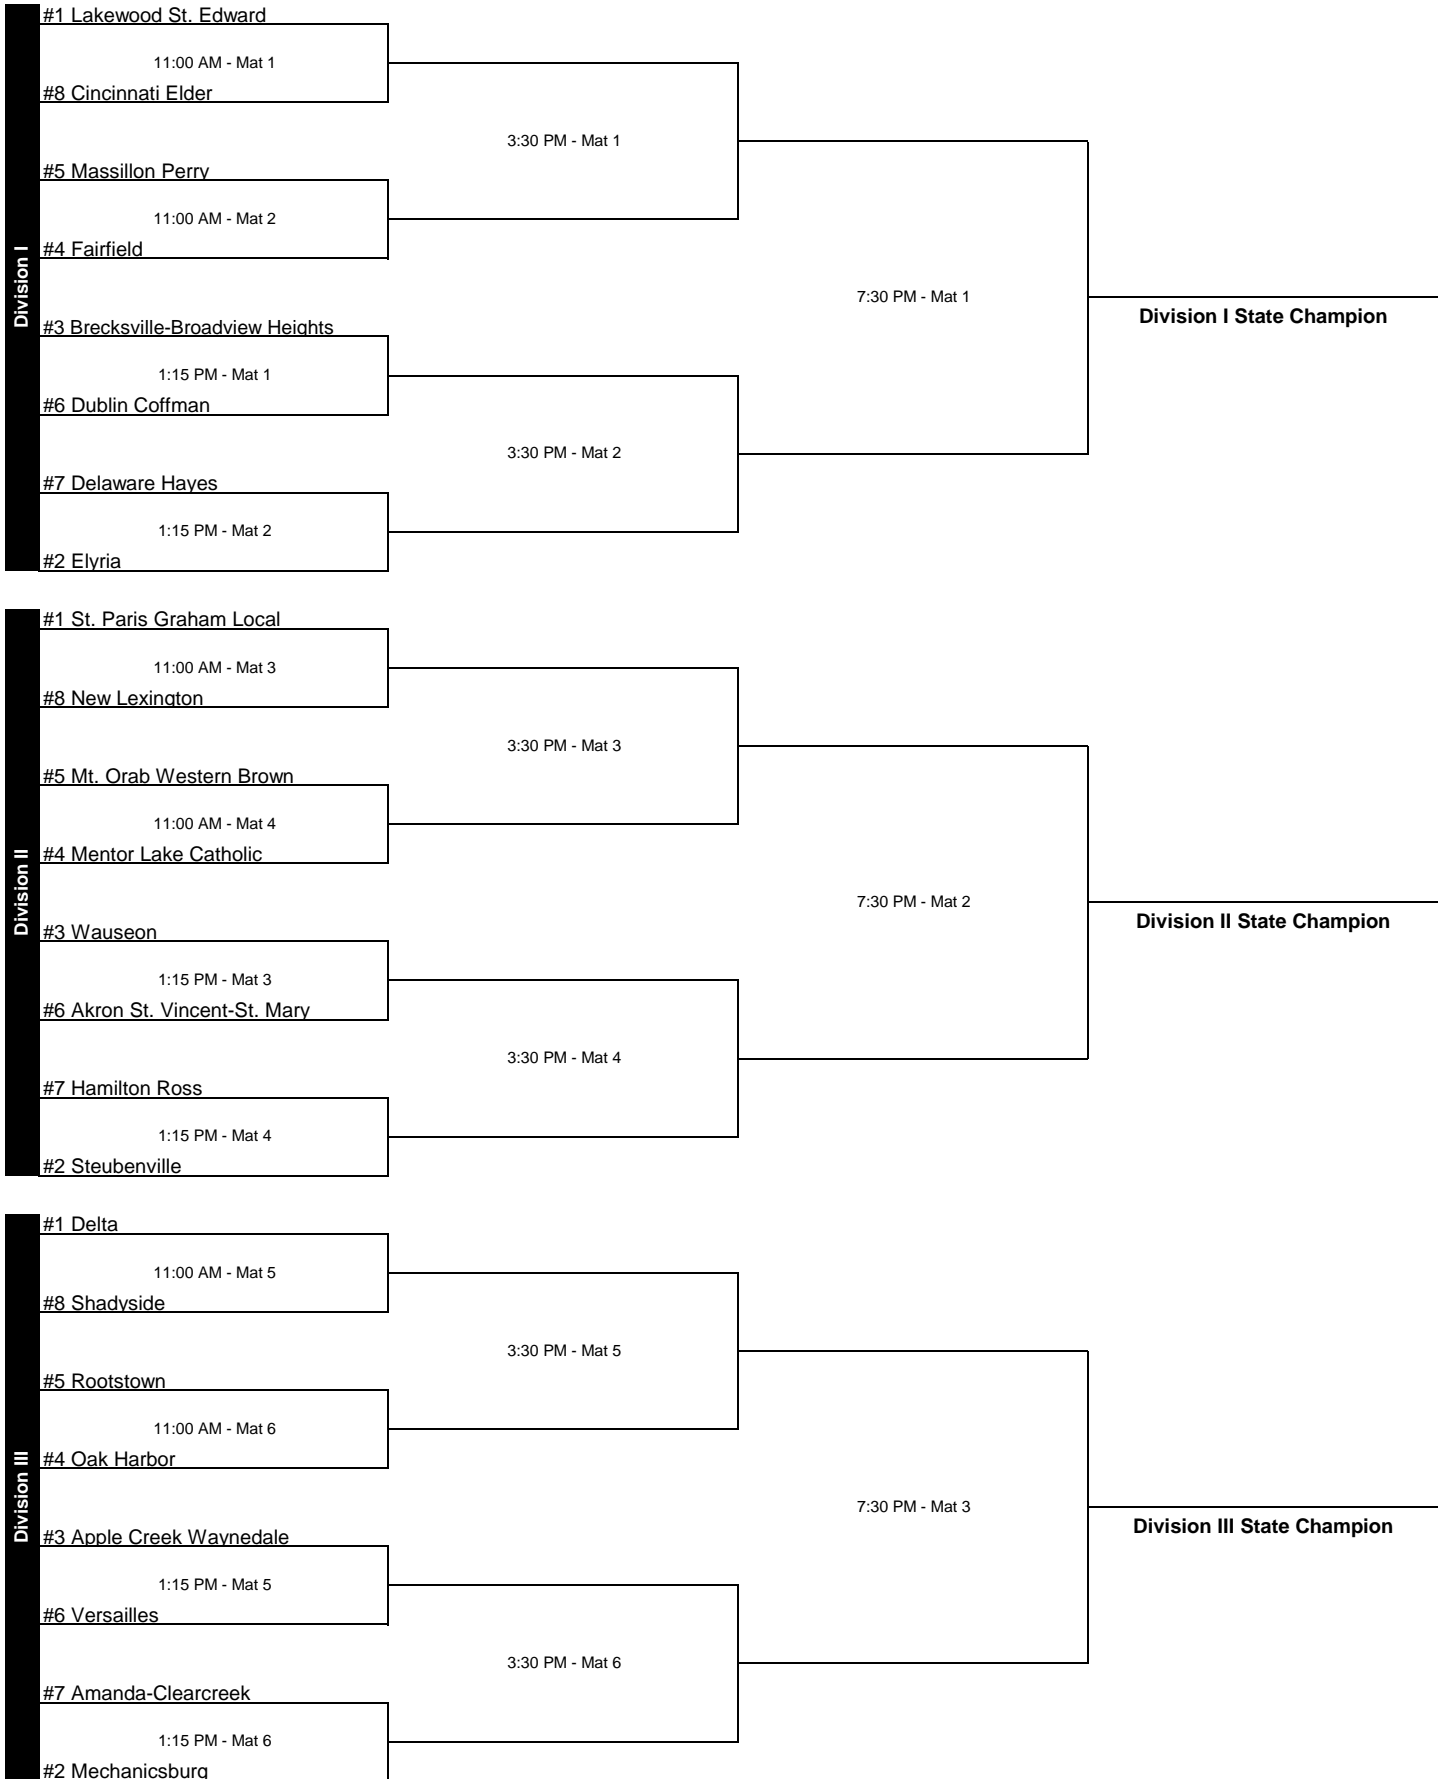 Division I
#1 Lakewood St. Edward
11:00 AM - Mat 1
#8 Cincinnati Elder
3:30 PM - Mat 1
#5 Massillon Perry
11:00 AM - Mat 2
#4 Fairfield
7:30 PM - Mat 1
Division I State Champion
#3 Brecksville-Broadview Heights
1:15 PM - Mat 1
#6 Dublin Coffman
3:30 PM - Mat 2
#7 Delaware Hayes
1:15 PM - Mat 2
#2 Elyria
Division II
#1 St. Paris Graham Local
11:00 AM - Mat 3
#8 New Lexington
3:30 PM - Mat 3
#5 Mt. Orab Western Brown
11:00 AM - Mat 4
#4 Mentor Lake Catholic
7:30 PM - Mat 2
Division II State Champion
#3 Wauseon
1:15 PM - Mat 3
#6 Akron St. Vincent-St. Mary
3:30 PM - Mat 4
#7 Hamilton Ross
1:15 PM - Mat 4
#2 Steubenville
Division III
#1 Delta
11:00 AM - Mat 5
#8 Shadyside
3:30 PM - Mat 5
#5 Rootstown
11:00 AM - Mat 6
#4 Oak Harbor
7:30 PM - Mat 3
Division III State Champion
#3 Apple Creek Waynedale
1:15 PM - Mat 5
#6 Versailles
3:30 PM - Mat 6
#7 Amanda-Clearcreek
1:15 PM - Mat 6
#2 Mechanicsburg